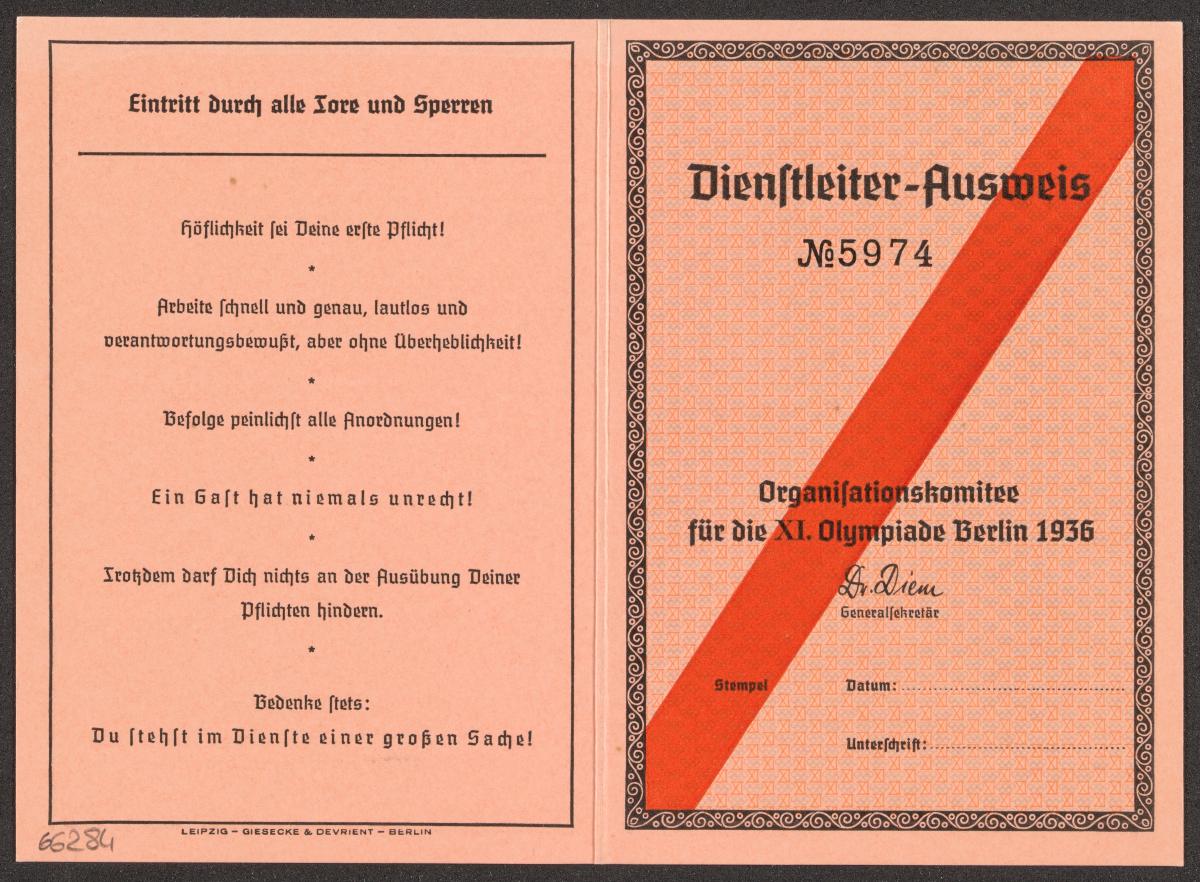 Eintritt durch alle Tore und Sperren
Höflichkeit sei Deine erste Pflicht!
*
Arbeite schnell und genau, lautlos und
verantwortungsbewußt, aber ohne Überheblichkeit!
*
Befolge peinlichst alle Anordnungen!
*
Ein Gast hat niemals unrecht!
*
Trotzdem darf Dich nichts an der Ausübung Deiner
Pflichten hindern.
*
Bedenke stets:
Du stehst im Dienste einer großen Sache!
LEIPZIG – GIESECKE & DEVRIENT – BERLIN
66284
Dienstleiter-Ausweis
№ 5974
Organisationskomitee
für die XI. Olympiade Berlin 1936
Dr. Diem
Generalsekretär
Stempel
Datum:
Unterschrift: